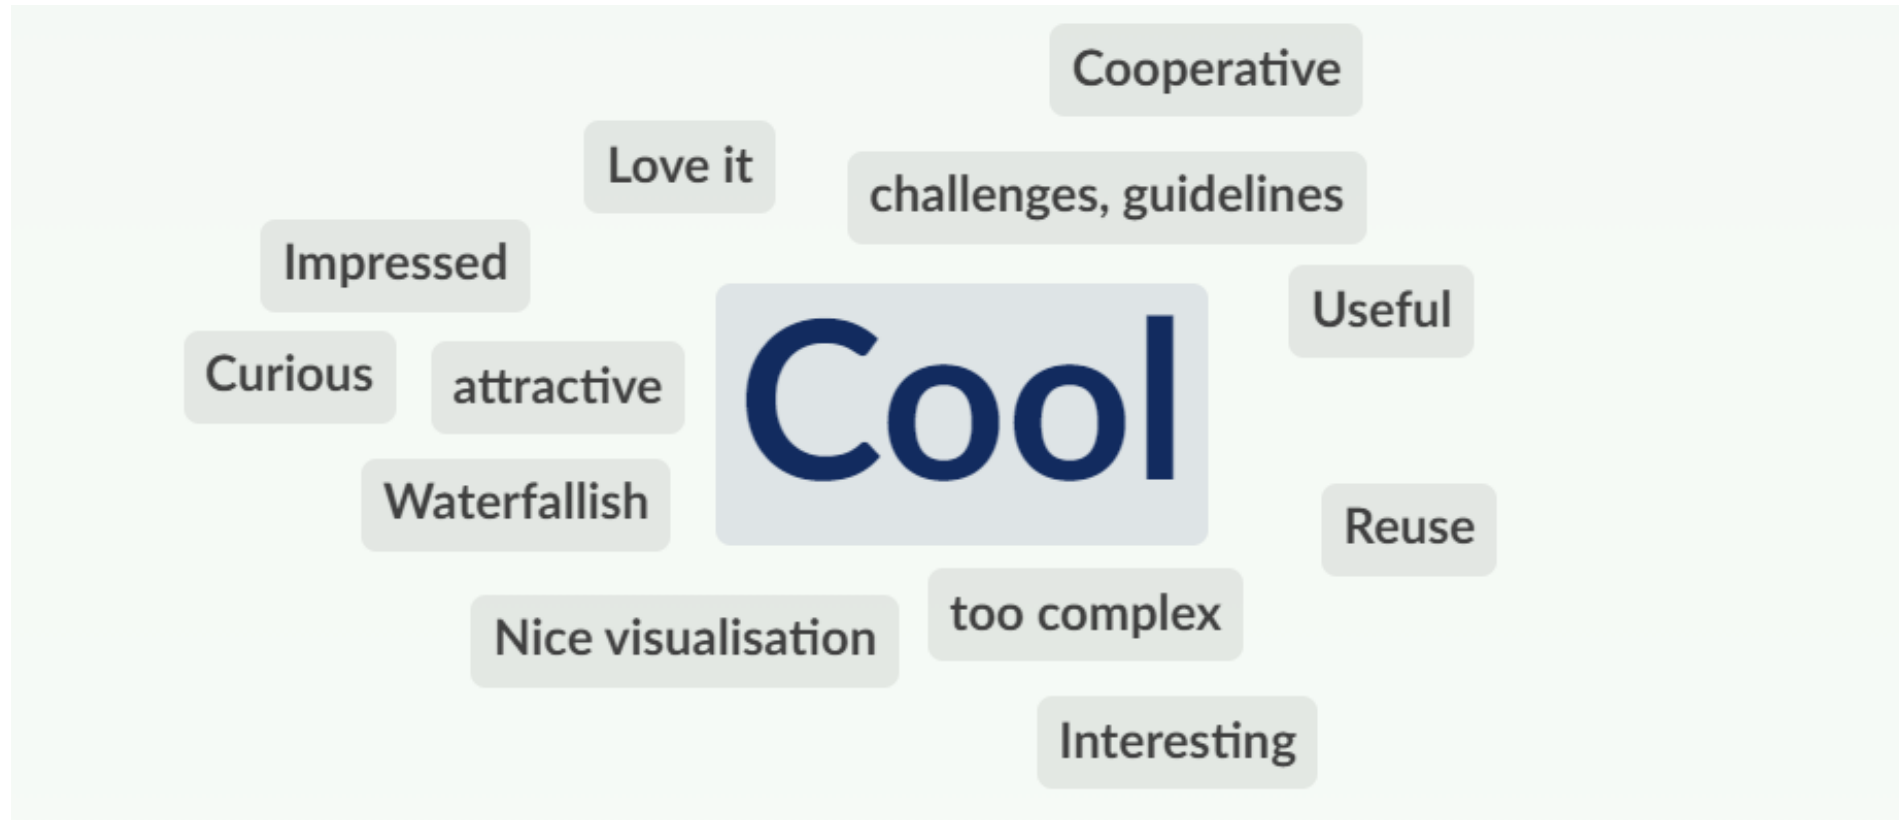 Cooperative
Love it
challenges, guidelines
Impressed
Useful
Curious
attractive
Cool
Waterfallish
Reuse
too complex
Nice visualisation
Interesting